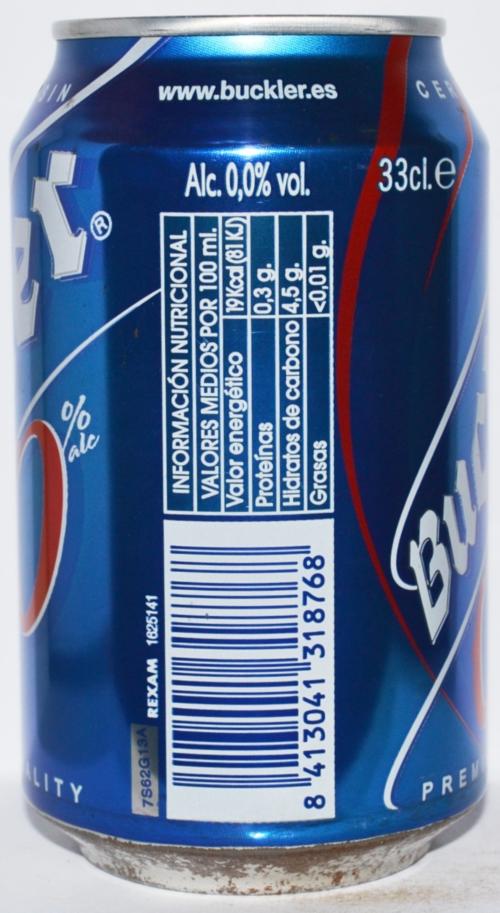 www.buckler.es
Alc. 0,0% vol.
33cl. e
®
% alc
INFORMACIÓN NUTRICIONAL
VALORES MEDIOS POR 100 ml.
Valor energético 19Kcal(81KJ)
Proteínas 0,3 g.
Hidratos de carbono 4,5 g.
Grasas <0,01 g.
REXAM 1625141
7S62G13A
8 413041 318768
Buc
PREM